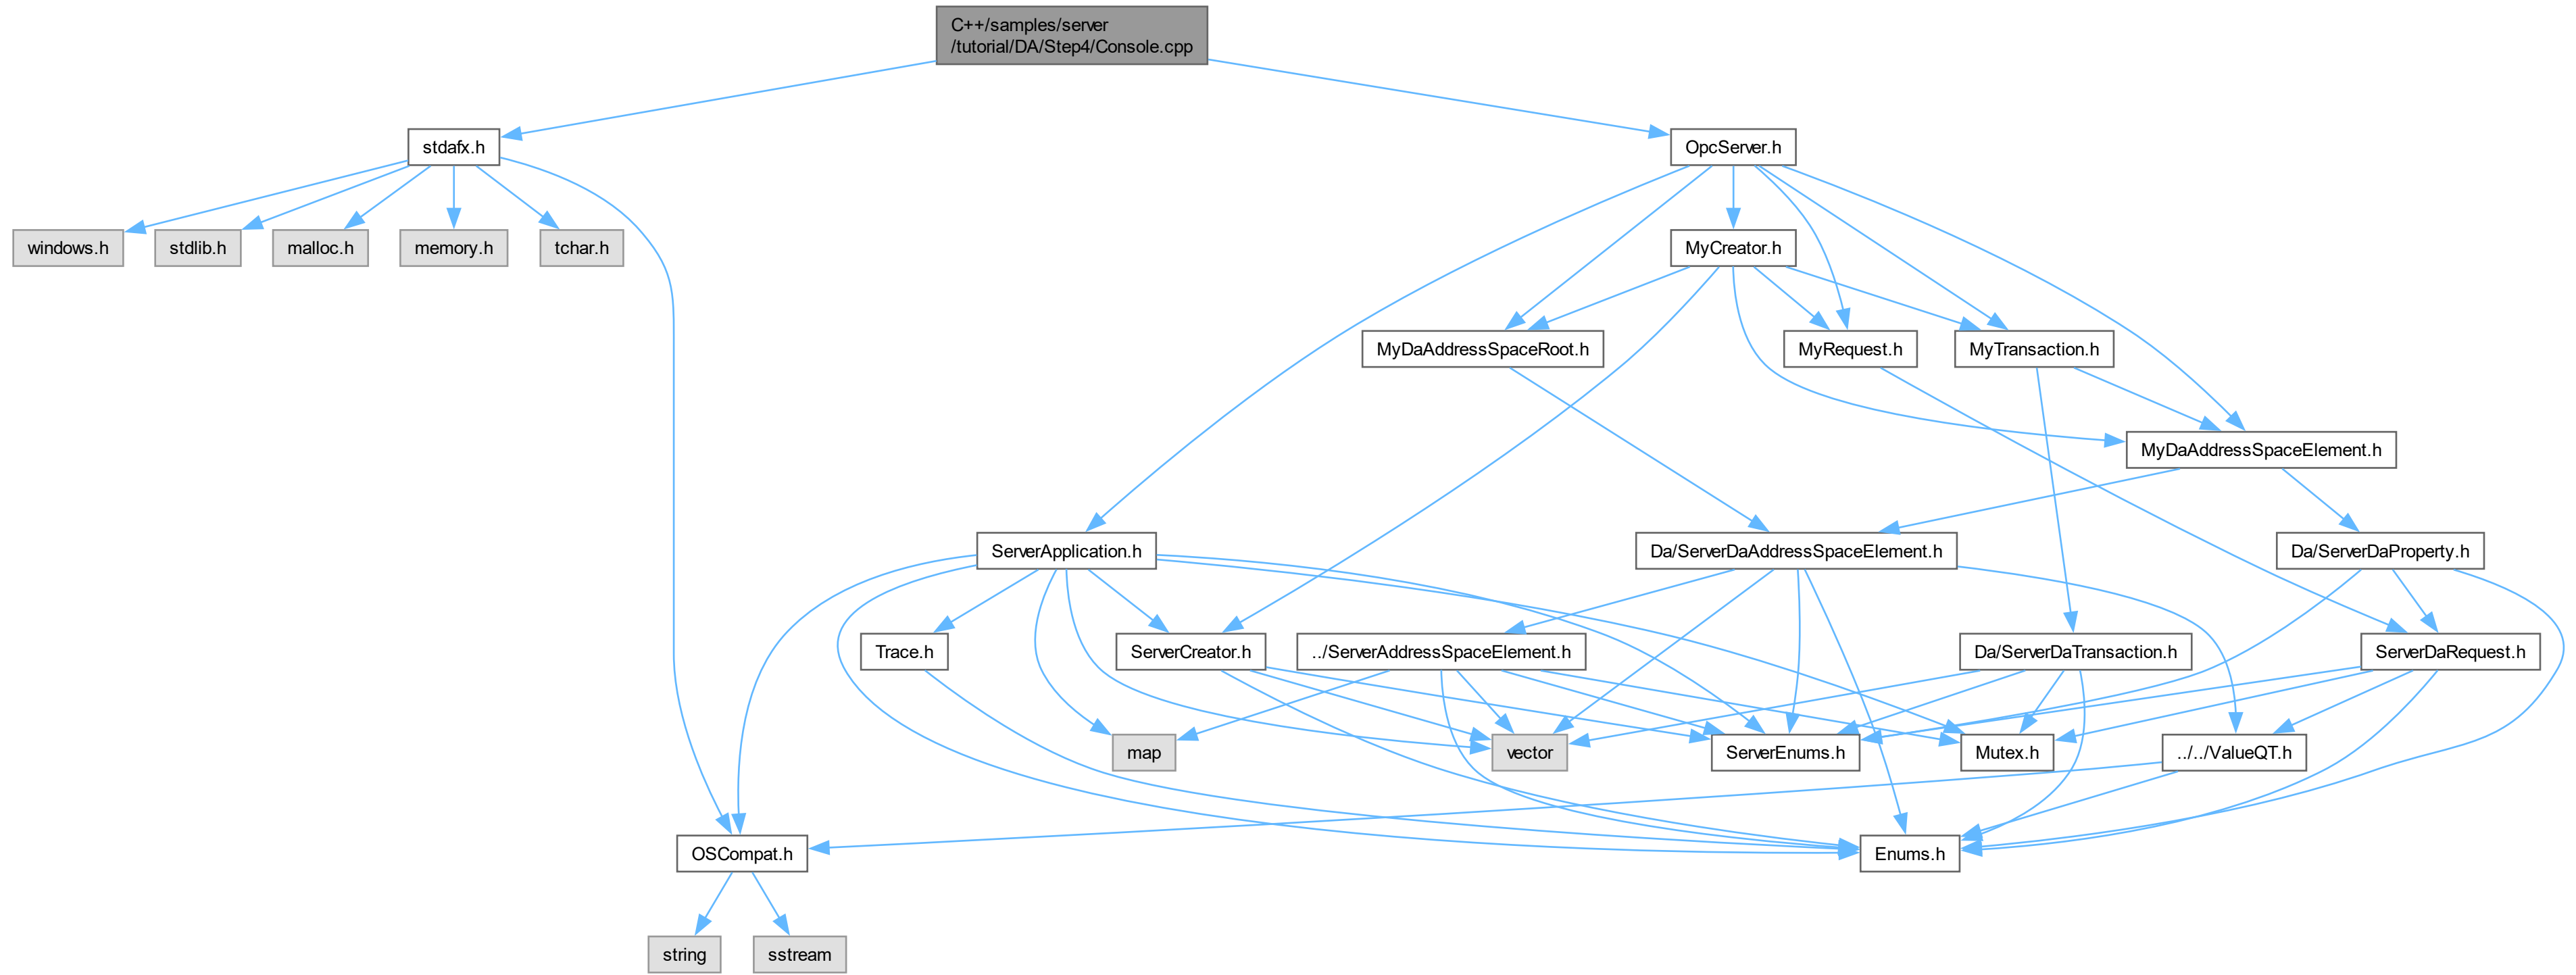 C++/samples/server
/tutorial/DA/Step4/Console.cpp
stdafx.h
OpcServer.h
windows.h
stdlib.h
malloc.h
memory.h
tchar.h
MyCreator.h
MyDaAddressSpaceRoot.h
MyRequest.h
MyTransaction.h
MyDaAddressSpaceElement.h
ServerApplication.h
Da/ServerDaAddressSpaceElement.h
Da/ServerDaProperty.h
Trace.h
ServerCreator.h
../ServerAddressSpaceElement.h
Da/ServerDaTransaction.h
ServerDaRequest.h
map
vector
ServerEnums.h
Mutex.h
../../ValueQT.h
OSCompat.h
Enums.h
string
sstream